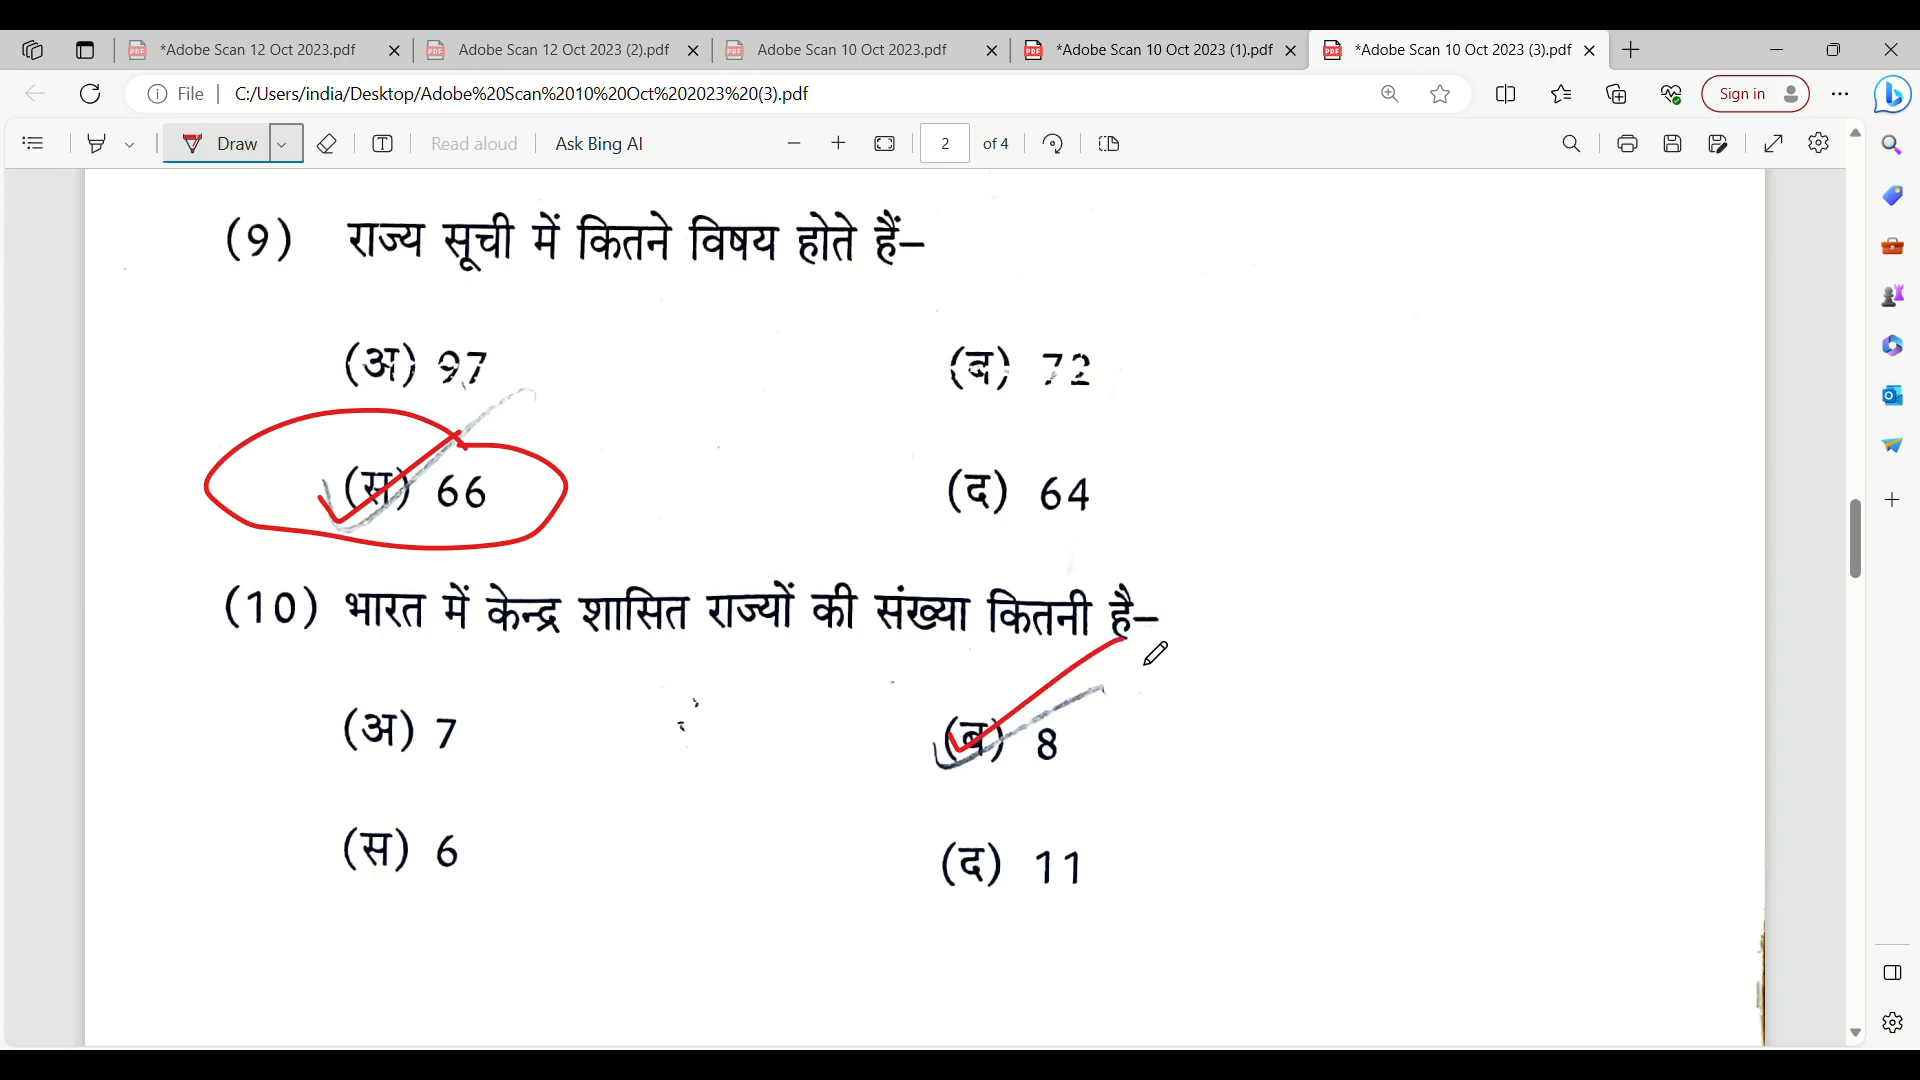 *Adobe Scan 12 Oct 2023.pdf
Adobe Scan 12 Oct 2023 (2).pdf
Adobe Scan 10 Oct 2023.pdf
*Adobe Scan 10 Oct 2023 (1).pdf
*Adobe Scan 10 Oct 2023 (3).pdf
File
C:/Users/india/Desktop/Adobe%20Scan%2010%20Oct%202023%20(3).pdf
Sign in
Draw
Read aloud
Ask Bing AI
2 of 4
(9) राज्य सूची में कितने विषय होते हैं–
(अ) 97 (ब) 72
(स) 66 (द) 64
(10) भारत में केन्द्र शासित राज्यों की संख्या कितनी है–
(अ) 7 (ब) 8
(स) 6 (द) 11